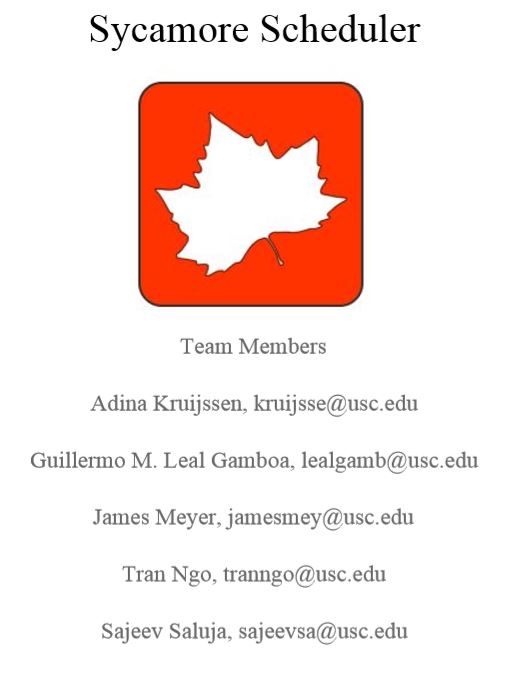 Sycamore Scheduler
Team Members
Adina Kruijssen, kruijsse@usc.edu
Guillermo M. Leal Gamboa, lealgamb@usc.edu
James Meyer, jamesmey@usc.edu
Tran Ngo, tranngo@usc.edu
Sajeev Saluja, sajeevsa@usc.edu